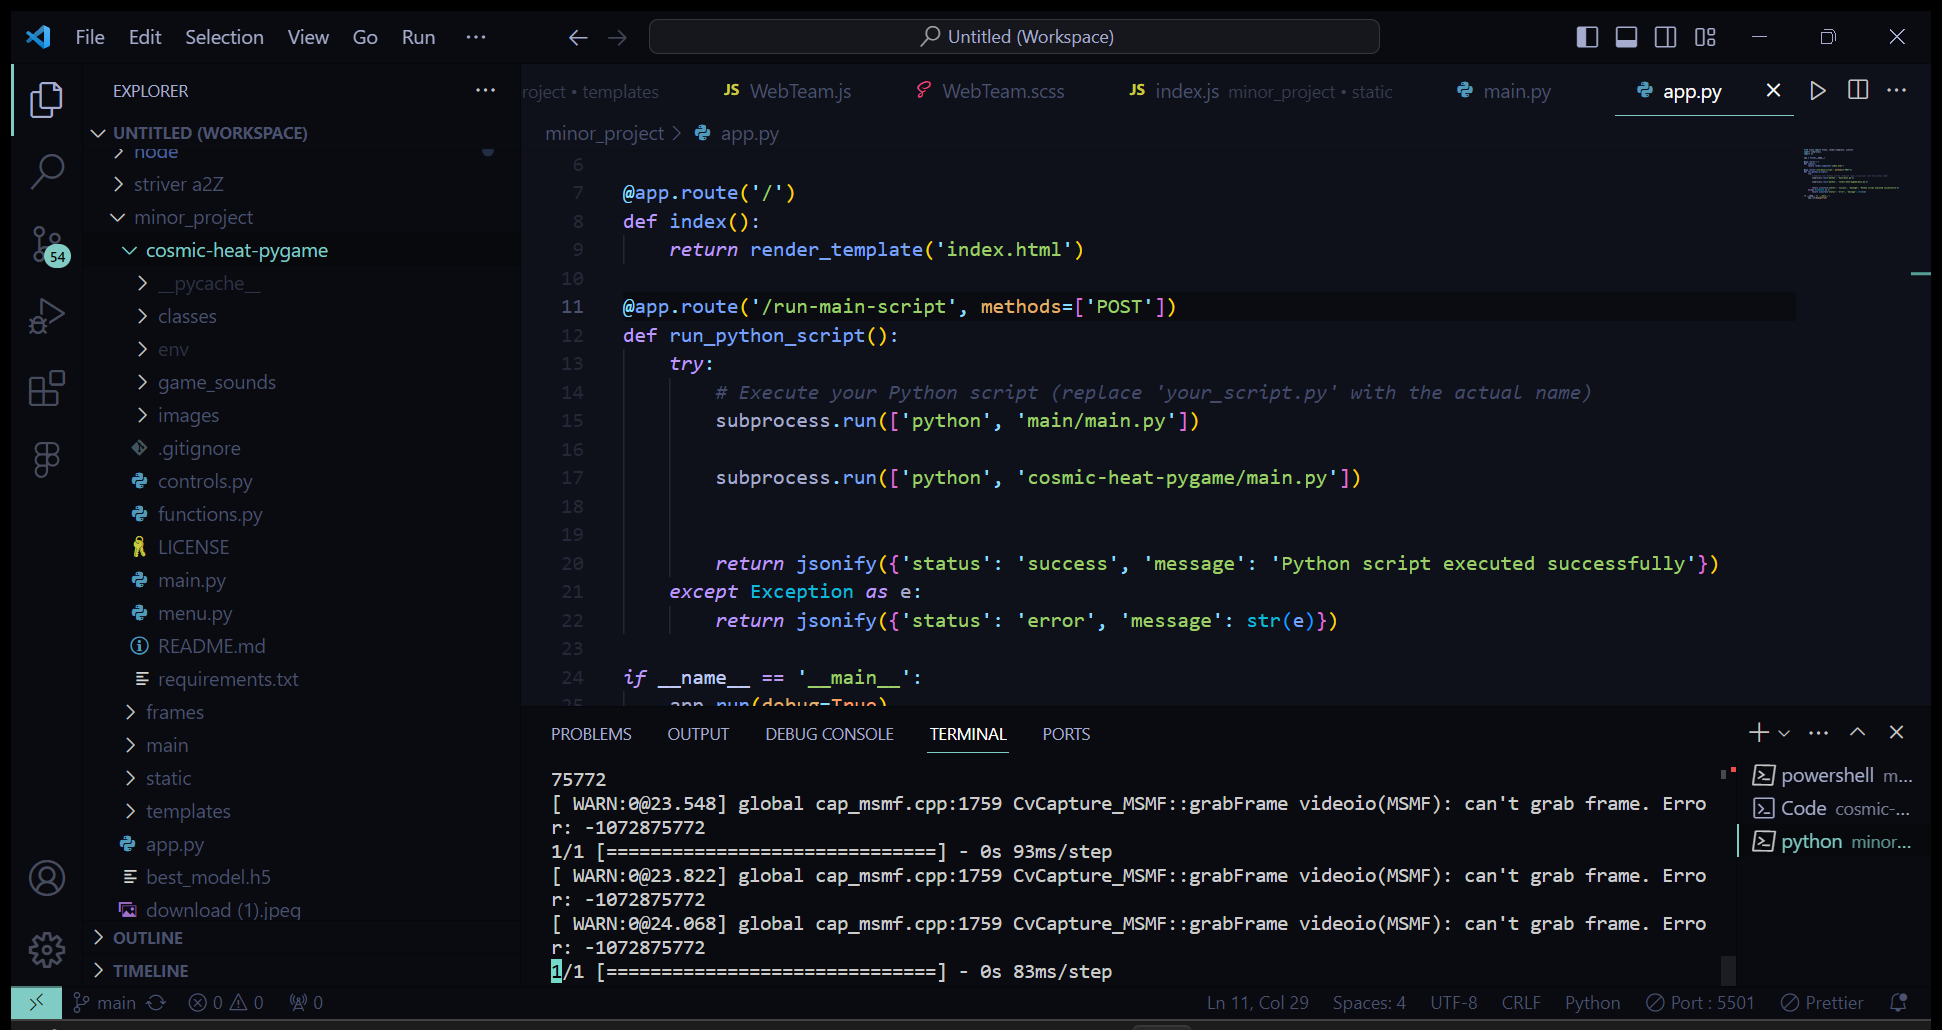 File Edit Selection View Go Run ···
Untitled (Workspace)
EXPLORER
UNTITLED (WORKSPACE)
node
striver a2Z
minor_project
cosmic-heat-pygame
__pycache__
classes
env
game_sounds
images
.gitignore
controls.py
functions.py
LICENSE
main.py
menu.py
README.md
requirements.txt
frames
main
static
templates
app.py
best_model.h5
download (1).jpeg
OUTLINE
TIMELINE
54
roject • templates
JS WebTeam.js
WebTeam.scss
JS index.js minor_project • static
main.py
app.py
minor_project > app.py
6
7 @app.route('/')
8 def index():
9 return render_template('index.html')
10
11 @app.route('/run-main-script', methods=['POST'])
12 def run_python_script():
13 try:
14 # Execute your Python script (replace 'your_script.py' with the actual name)
15 subprocess.run(['python', 'main/main.py'])
16
17 subprocess.run(['python', 'cosmic-heat-pygame/main.py'])
18
19
20 return jsonify({'status': 'success', 'message': 'Python script executed successfully'})
21 except Exception as e:
22 return jsonify({'status': 'error', 'message': str(e)})
23
24 if __name__ == '__main__':
25 app.run(debug=True)
PROBLEMS OUTPUT DEBUG CONSOLE TERMINAL PORTS
75772
[ WARN:0@23.548] global cap_msmf.cpp:1759 CvCapture_MSMF::grabFrame videoio(MSMF): can't grab frame. Erro
r: -1072875772
1/1 [==============================] - 0s 93ms/step
[ WARN:0@23.822] global cap_msmf.cpp:1759 CvCapture_MSMF::grabFrame videoio(MSMF): can't grab frame. Erro
r: -1072875772
[ WARN:0@24.068] global cap_msmf.cpp:1759 CvCapture_MSMF::grabFrame videoio(MSMF): can't grab frame. Erro
r: -1072875772
1/1 [==============================] - 0s 83ms/step
powershell m...
Code cosmic-...
python minor...
main 0 0 0
Ln 11, Col 29 Spaces: 4 UTF-8 CRLF Python Port : 5501 Prettier